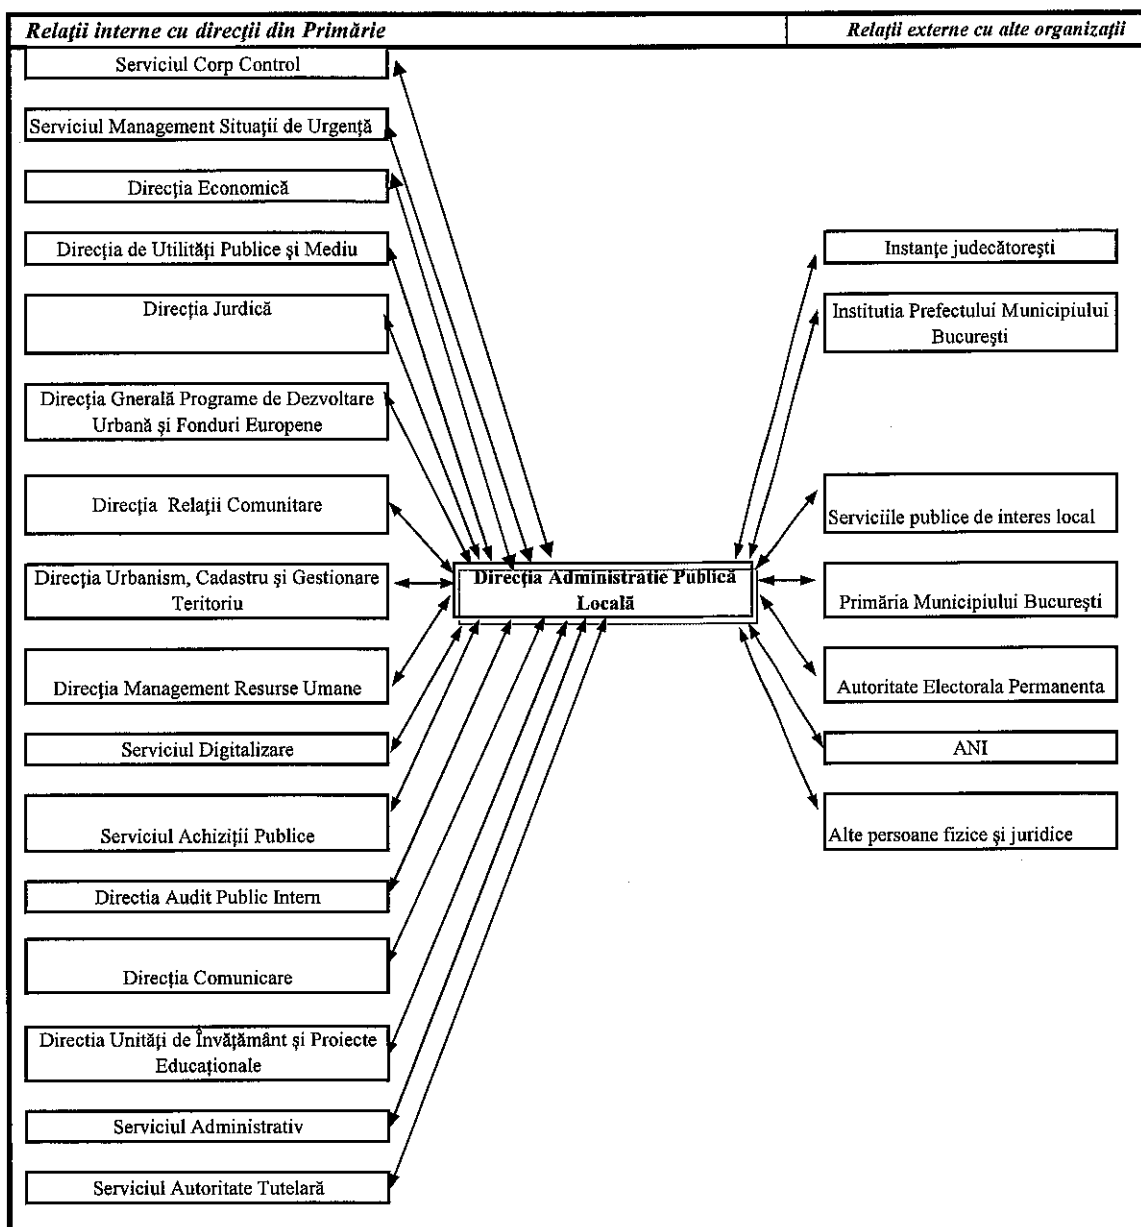 Relaţii interne cu direcţii din Primărie
Relaţii externe cu alte organizaţii
Serviciul Corp Control
Serviciul Management Situaţii de Urgenţă
Direcţia Economică
Direcţia de Utilităţi Publice şi Mediu
Direcţia Jurdică
Direcţia Gnerală Programe de Dezvoltare
Urbană şi Fonduri Europene
Direcţia Relaţii Comunitare
Direcţia Urbanism, Cadastru şi Gestionare
Teritoriu
Direcţia Management Resurse Umane
Serviciul Digitalizare
Serviciul Achiziţii Publice
Directia Audit Public Intern
Direcţia Comunicare
Directia Unităţi de Învăţământ şi Proiecte
Educaţionale
Serviciul Administrativ
Serviciul Autoritate Tutelară
Direcţia Administratie Publică
Locală
Instanţe judecătoreşti
Institutia Prefectului Municipiului
Bucureşti
Serviciile publice de interes local
Primăria Municipiului Bucureşti
Autoritate Electorala Permanenta
ANI
Alte persoane fizice şi juridice